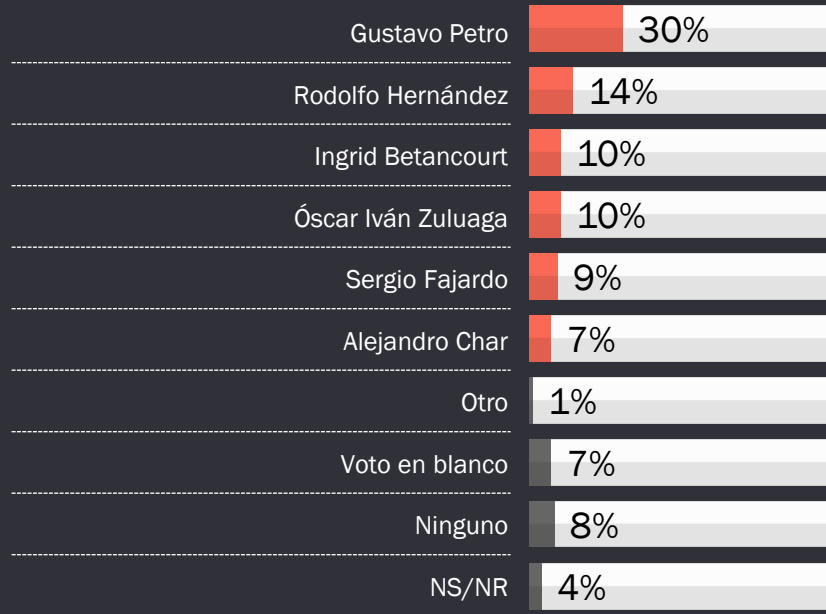 Gustavo Petro 30%
Rodolfo Hernández 14%
Ingrid Betancourt 10%
Óscar Iván Zuluaga 10%
Sergio Fajardo 9%
Alejandro Char 7%
Otro 1%
Voto en blanco 7%
Ninguno 8%
NS/NR 4%